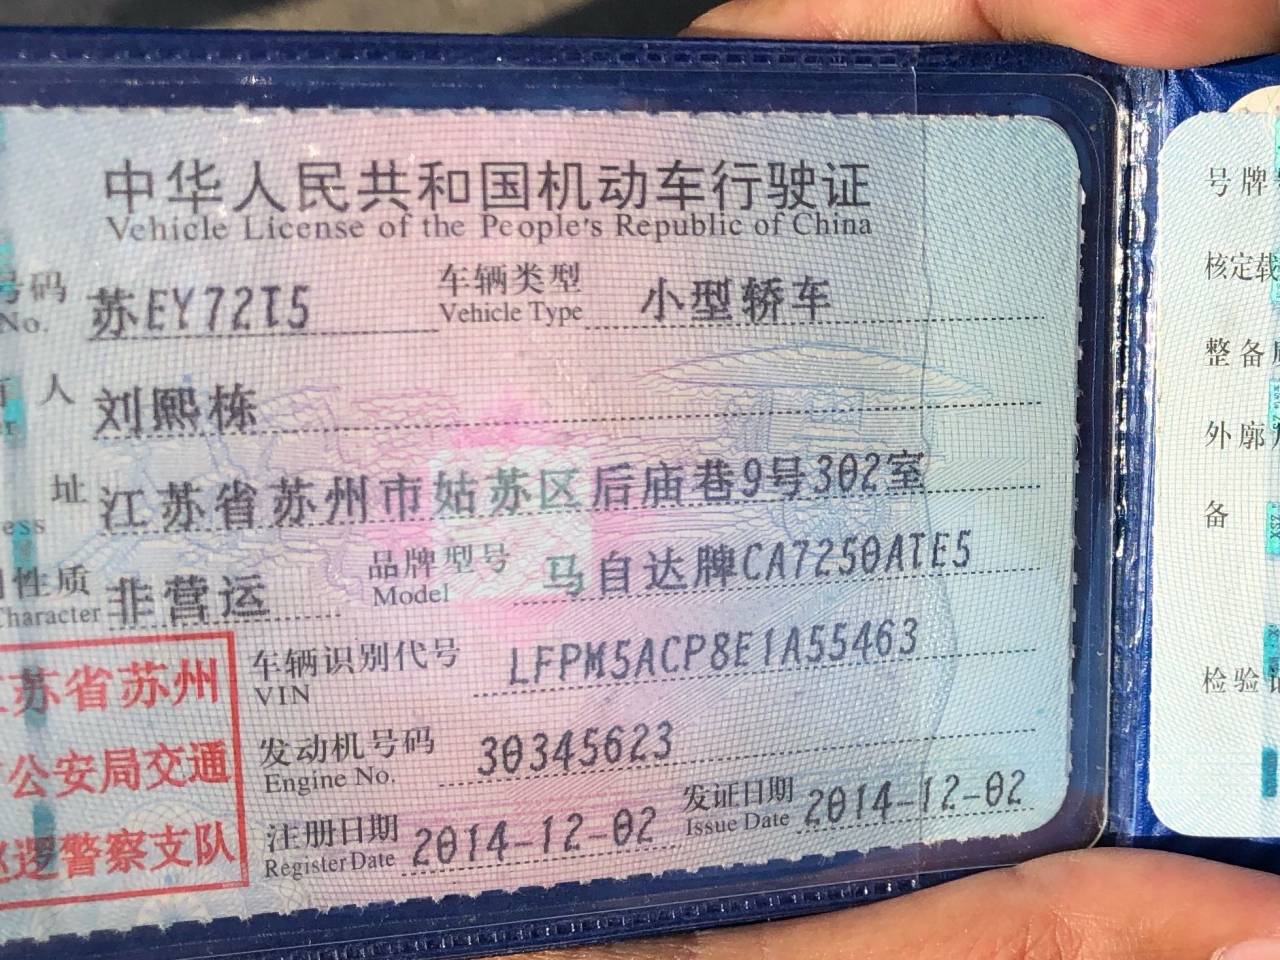 中华人民共和国机动车行驶证
Vehicle License of the People's Republic of China
号码 苏EY72T5 车辆类型 小型轿车
No. Vehicle Type
人 刘熙栋
址 江苏省苏州市姑苏区后庙巷9号302室
ess
性质 非营运 品牌型号 马自达牌CA7250ATE5
Character Model
江苏省苏州
车辆识别代号 LFPM5ACP8E1A55463
VIN
公安局交通
发动机号码 30345623
Engine No.
巡逻警察支队
注册日期 2014-12-02 发证日期 2014-12-02
Register Date Issue Date
号牌
核定载
整备
外廓
备
检验